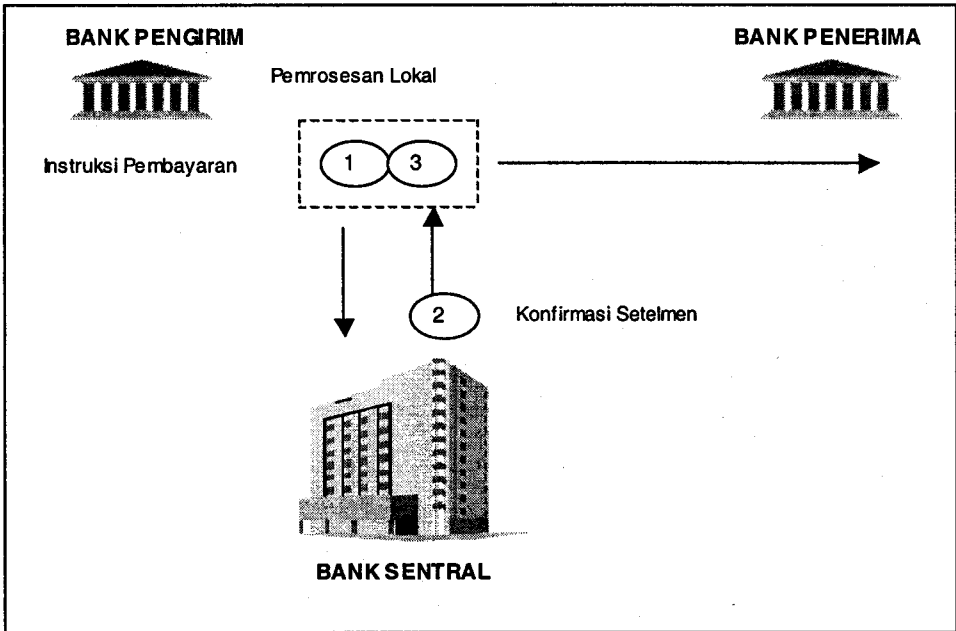 BANK PENGIRIM
BANK PENERIMA
Pemrosesan Lokal
Instruksi Pembayaran
1
3
2
Konfirmasi Setelmen
BANK SENTRAL